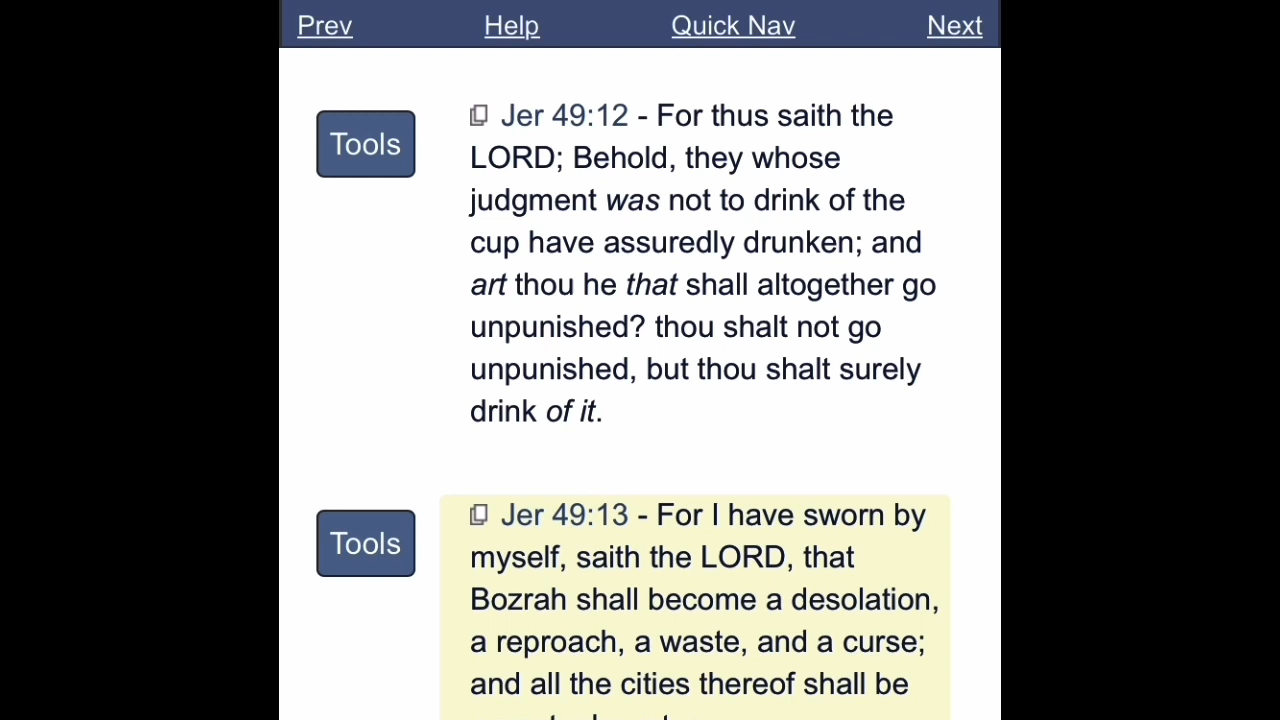 Prev Help Quick Nav Next
Tools
Jer 49:12 - For thus saith the
LORD; Behold, they whose
judgment was not to drink of the
cup have assuredly drunken; and
art thou he that shall altogether go
unpunished? thou shalt not go
unpunished, but thou shalt surely
drink of it.
Tools
Jer 49:13 - For I have sworn by
myself, saith the LORD, that
Bozrah shall become a desolation,
a reproach, a waste, and a curse;
and all the cities thereof shall be